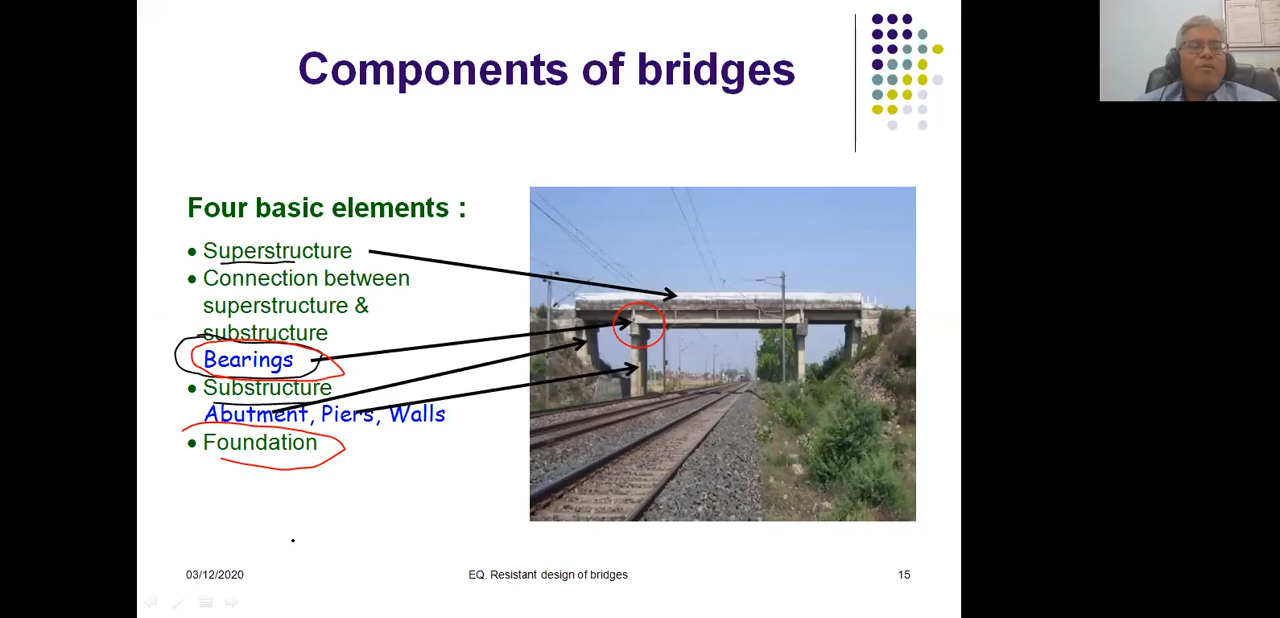 Components of bridges
Four basic elements :
• Superstructure
• Connection between
superstructure &
substructure
Bearings
• Substructure
Abutment, Piers, Walls
• Foundation
03/12/2020
EQ. Resistant design of bridges
15